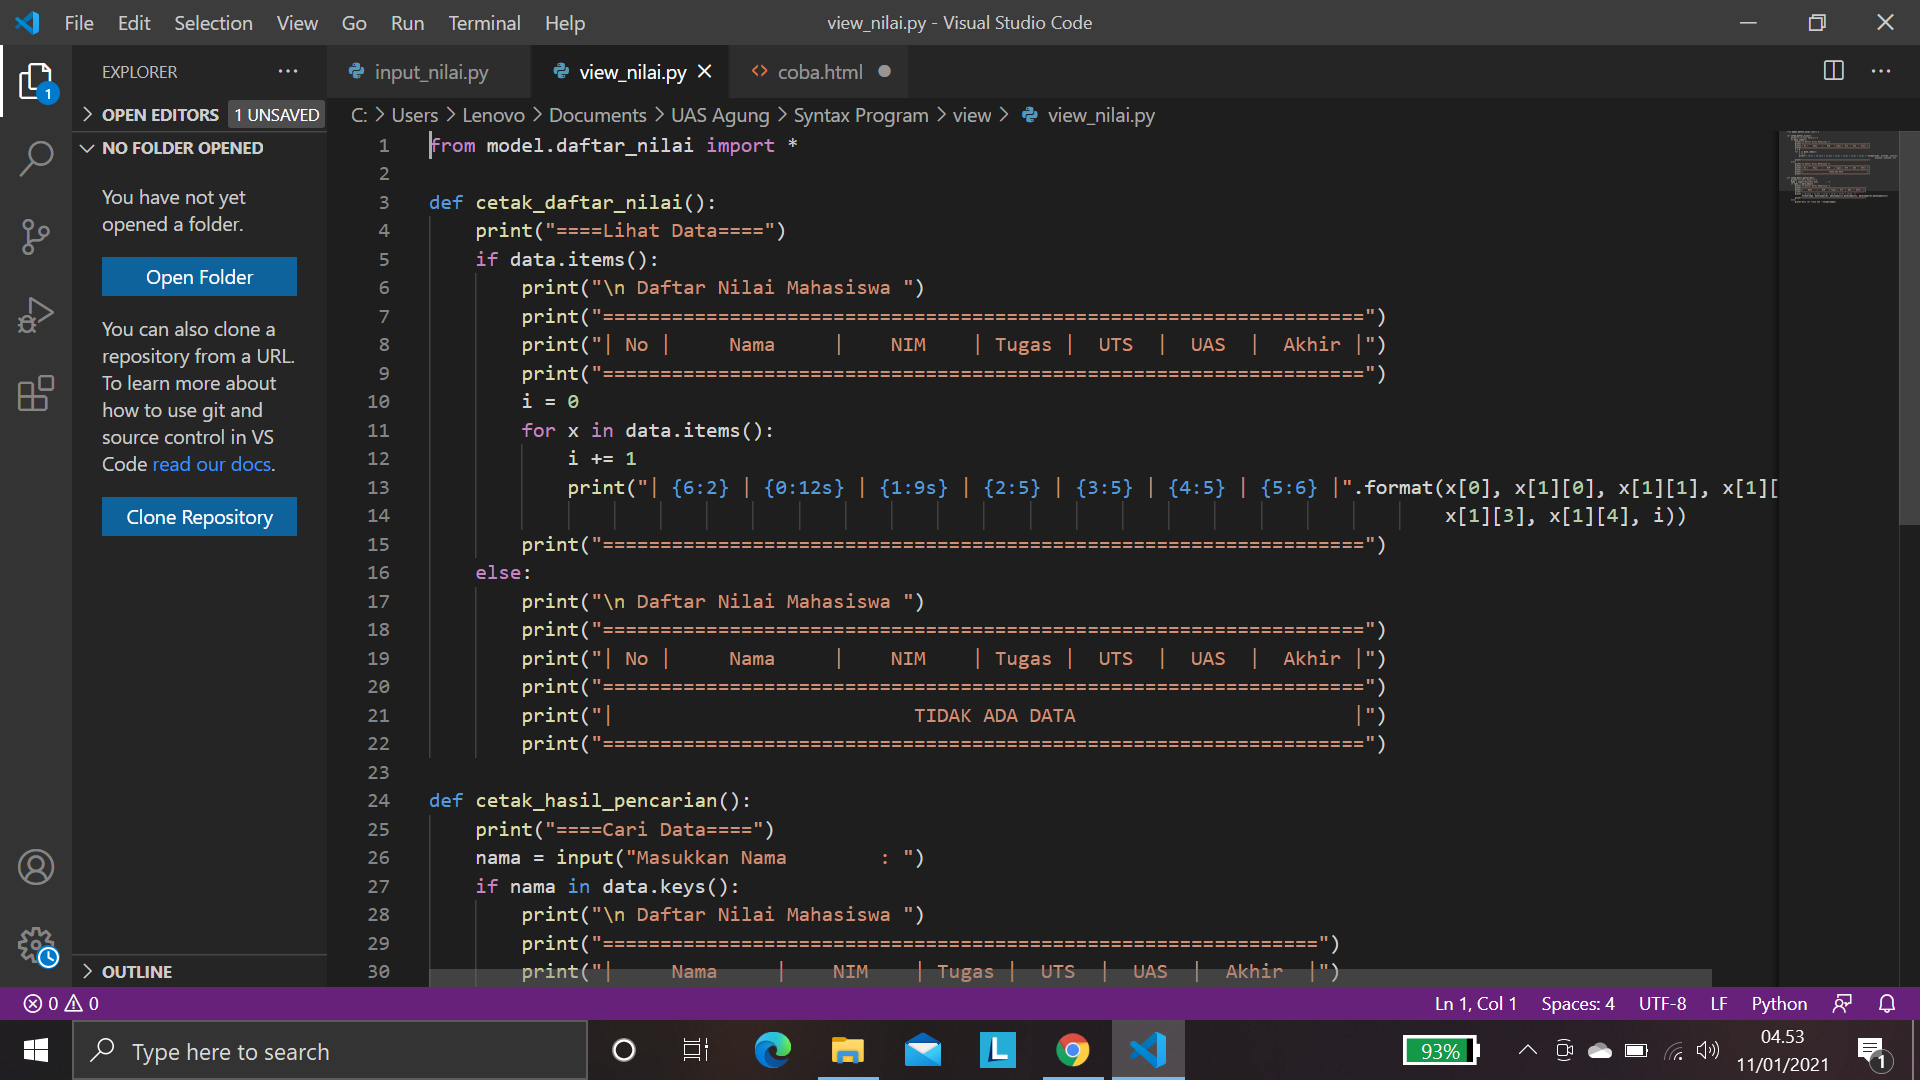 File Edit Selection View Go Run Terminal Help
view_nilai.py - Visual Studio Code
EXPLORER
input_nilai.py
view_nilai.py
coba.html
OPEN EDITORS 1 UNSAVED
C: > Users > Lenovo > Documents > UAS Agung > Syntax Program > view > view_nilai.py
NO FOLDER OPENED
You have not yet
opened a folder.
Open Folder
You can also clone a
repository from a URL.
To learn more about
how to use git and
source control in VS
Code read our docs.
Clone Repository
OUTLINE
1 from model.daftar_nilai import *
2
3 def cetak_daftar_nilai():
4     print("====Lihat Data====")
5     if data.items():
6         print("\n Daftar Nilai Mahasiswa ")
7         print("==================================================================")
8         print("| No |     Nama     |    NIM    | Tugas |  UTS  |  UAS  |  Akhir |")
9         print("==================================================================")
10         i = 0
11         for x in data.items():
12             i += 1
13             print("| {6:2} | {0:12s} | {1:9s} | {2:5} | {3:5} | {4:5} | {5:6} |".format(x[0], x[1][0], x[1][1], x[1][
14                                                                             x[1][3], x[1][4], i))
15         print("==================================================================")
16     else:
17         print("\n Daftar Nilai Mahasiswa ")
18         print("==================================================================")
19         print("| No |     Nama     |    NIM    | Tugas |  UTS  |  UAS  |  Akhir |")
20         print("==================================================================")
21         print("|                          TIDAK ADA DATA                        |")
22         print("==================================================================")
23
24 def cetak_hasil_pencarian():
25     print("====Cari Data====")
26     nama = input("Masukkan Nama        : ")
27     if nama in data.keys():
28         print("\n Daftar Nilai Mahasiswa ")
29         print("==============================================================")
30         print("|     Nama     |    NIM    | Tugas |  UTS  |  UAS  |  Akhir  |")
0 0
Ln 1, Col 1 Spaces: 4 UTF-8 LF Python
Type here to search
L
93%
04.53
11/01/2021
1
1